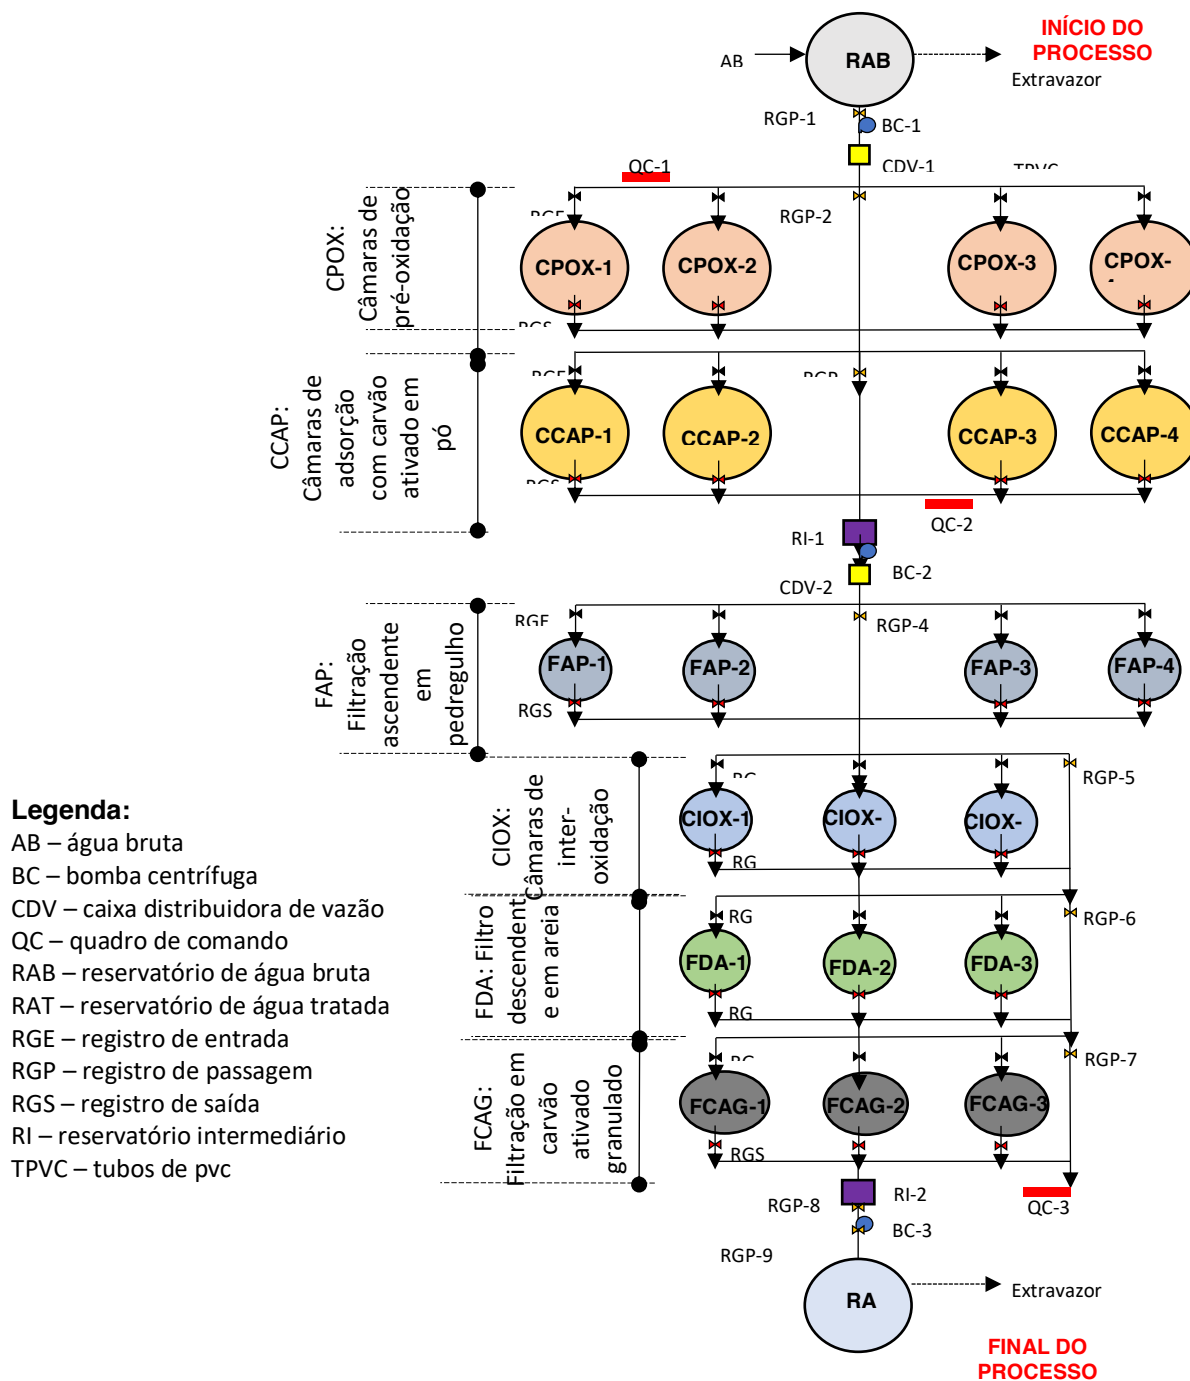 INÍCIO DO
PROCESSO
AB
RAB
Extravazor
RGP-1
BC-1
CDV-1
QC-1
RGP-2
CPOX:
Câmaras de
pré-oxidação
CPOX-1
CPOX-2
CPOX-3
CPOX-
CCAP:
Câmaras de
adsorção
com carvão
ativado em
pó
CCAP-1
CCAP-2
CCAP-3
CCAP-4
QC-2
RI-1
BC-2
CDV-2
FAP:
Filtração
ascendente
em
pedregulho
RGP-4
FAP-1
FAP-2
FAP-3
FAP-4
RGS
CIOX:
Câmaras de
inter-
oxidação
RGP-5
CIOX-1
CIOX-
CIOX-
RG
FDA: Filtro
descendent
e em areia
RG
RGP-6
FDA-1
FDA-2
FDA-3
RG
FCAG:
Filtração em
carvão
ativado
granulado
RGP-7
FCAG-1
FCAG-2
FCAG-3
RGS
RGP-8
RI-2
QC-3
BC-3
RGP-9
RA
Extravazor
FINAL DO
PROCESSO
Legenda:
AB – água bruta
BC – bomba centrífuga
CDV – caixa distribuidora de vazão
QC – quadro de comando
RAB – reservatório de água bruta
RAT – reservatório de água tratada
RGE – registro de entrada
RGP – registro de passagem
RGS – registro de saída
RI – reservatório intermediário
TPVC – tubos de pvc